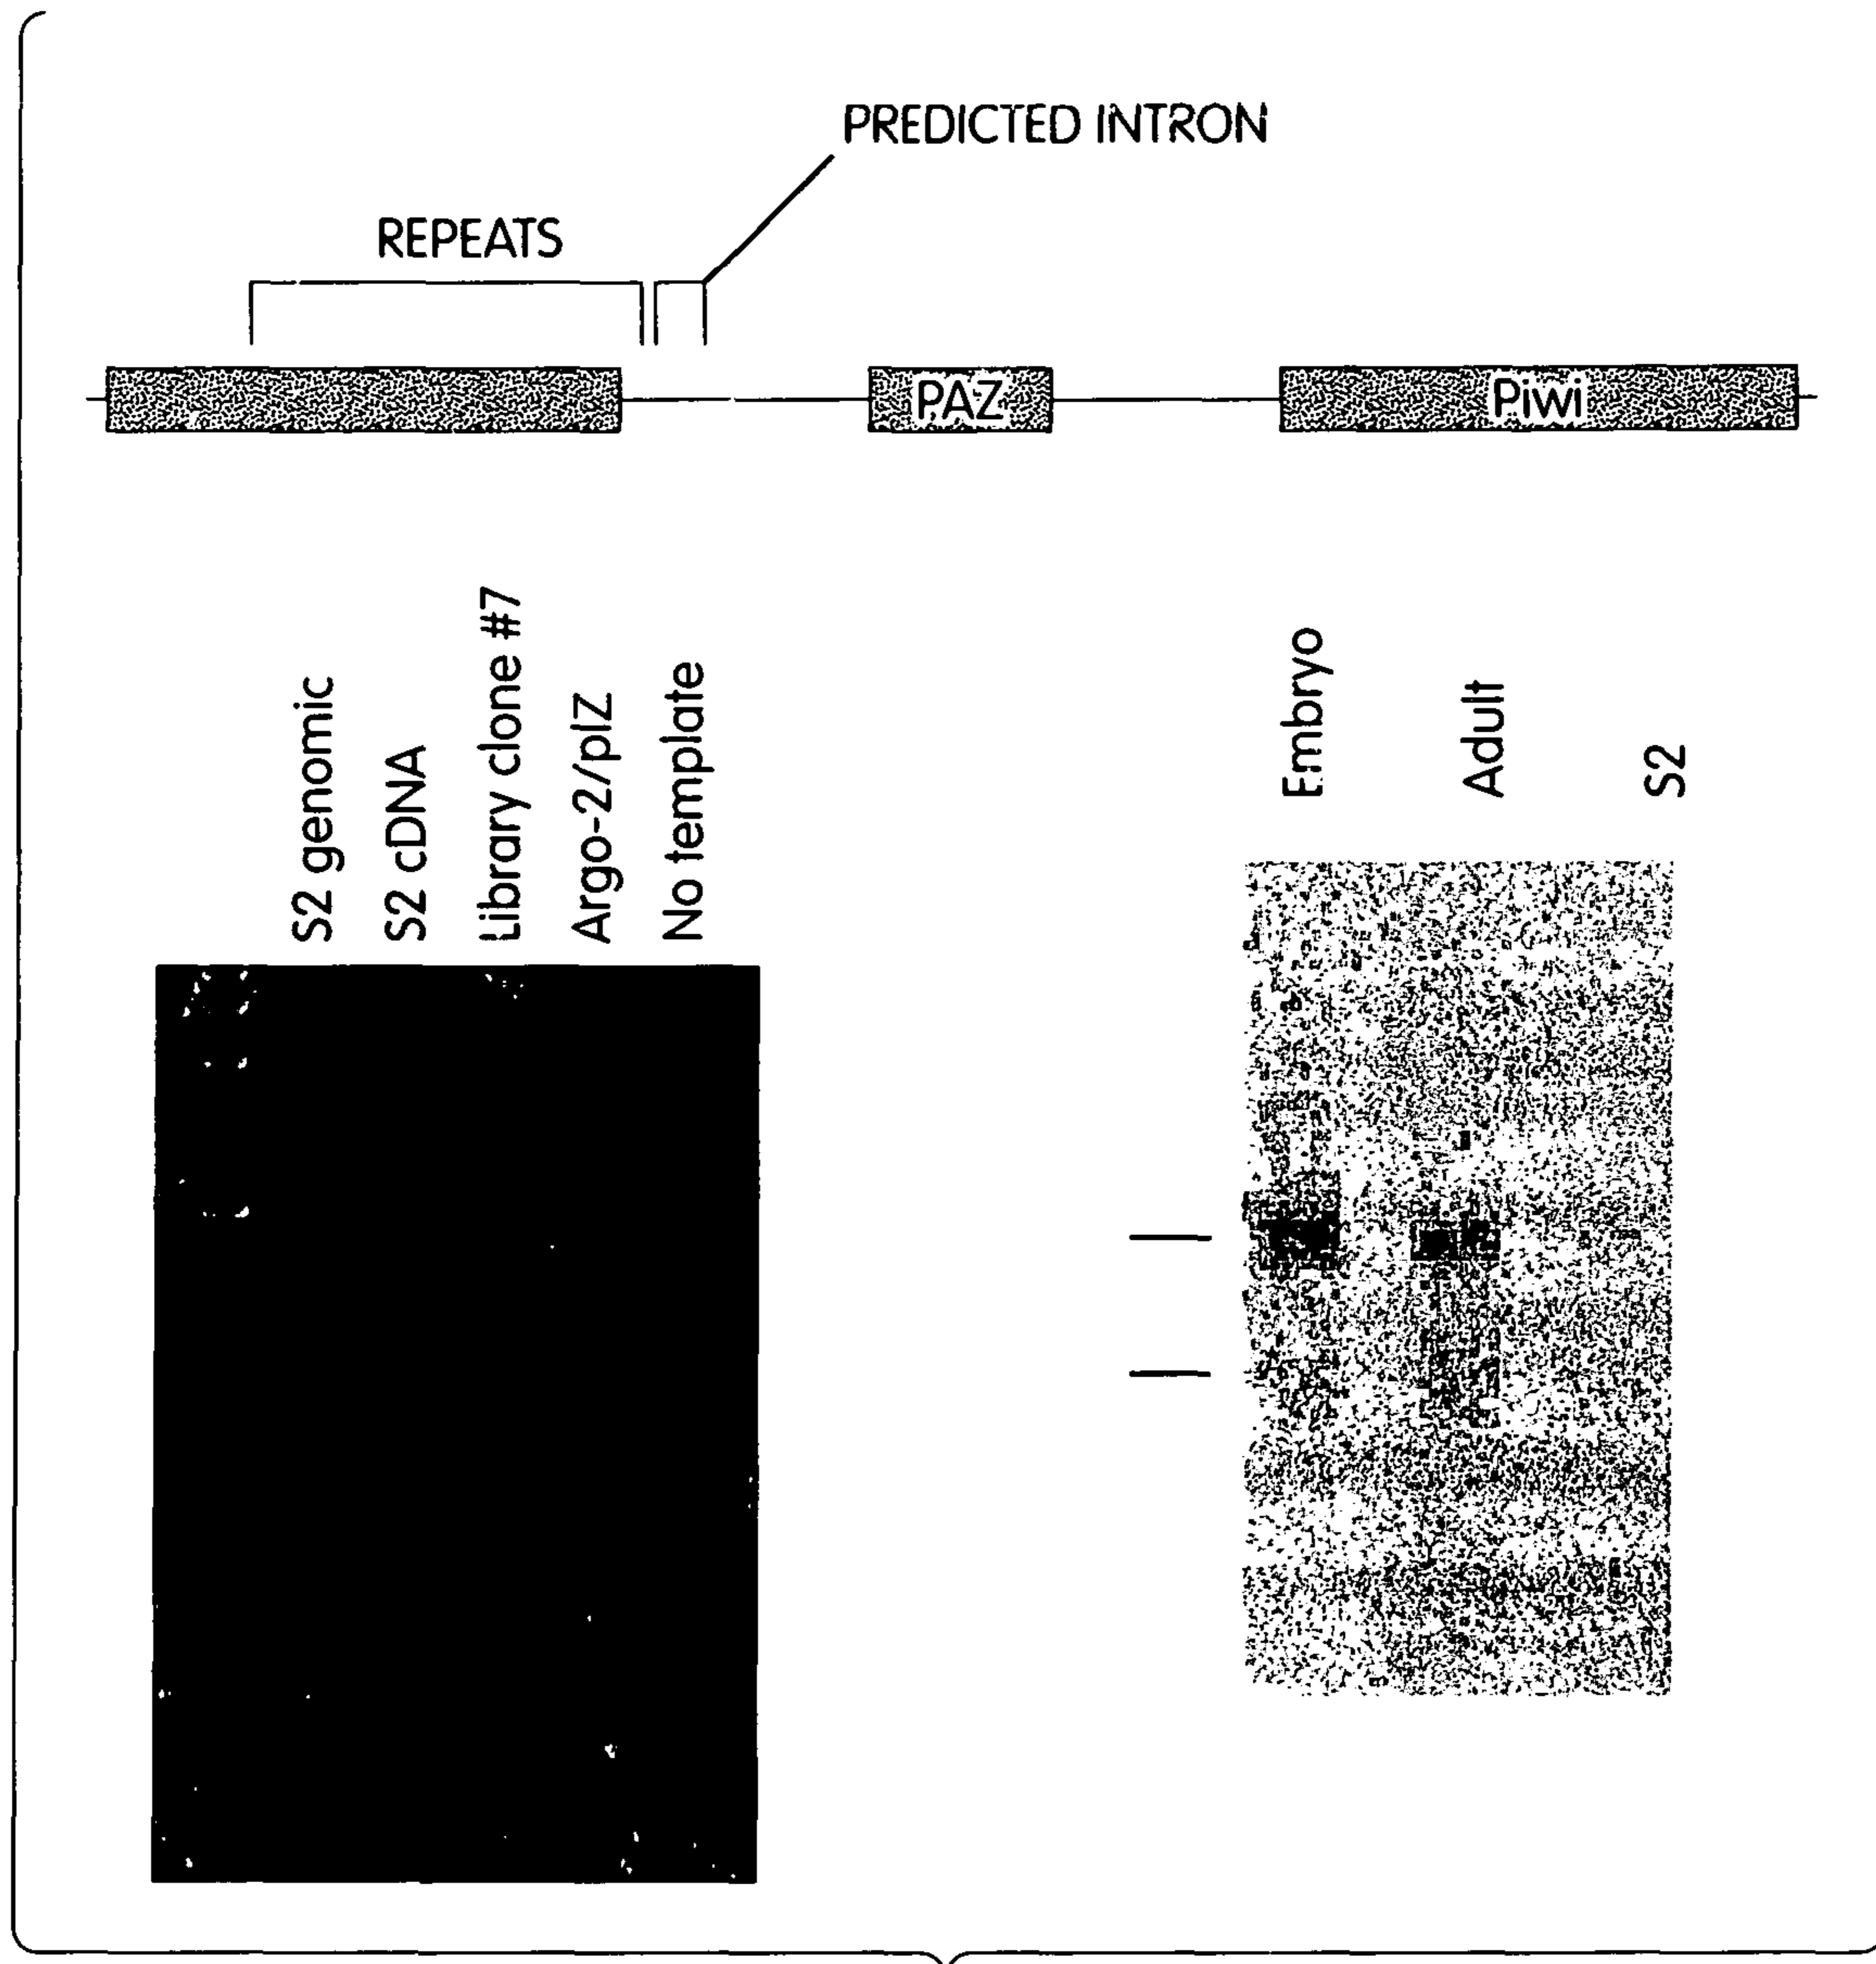 PREDICTED INTRON
REPEATS
PAZ
Piwi
S2 genomic
S2 cDNA
Library clone #7
Argo-2/pIZ
No template
Embryo
Adult
S2